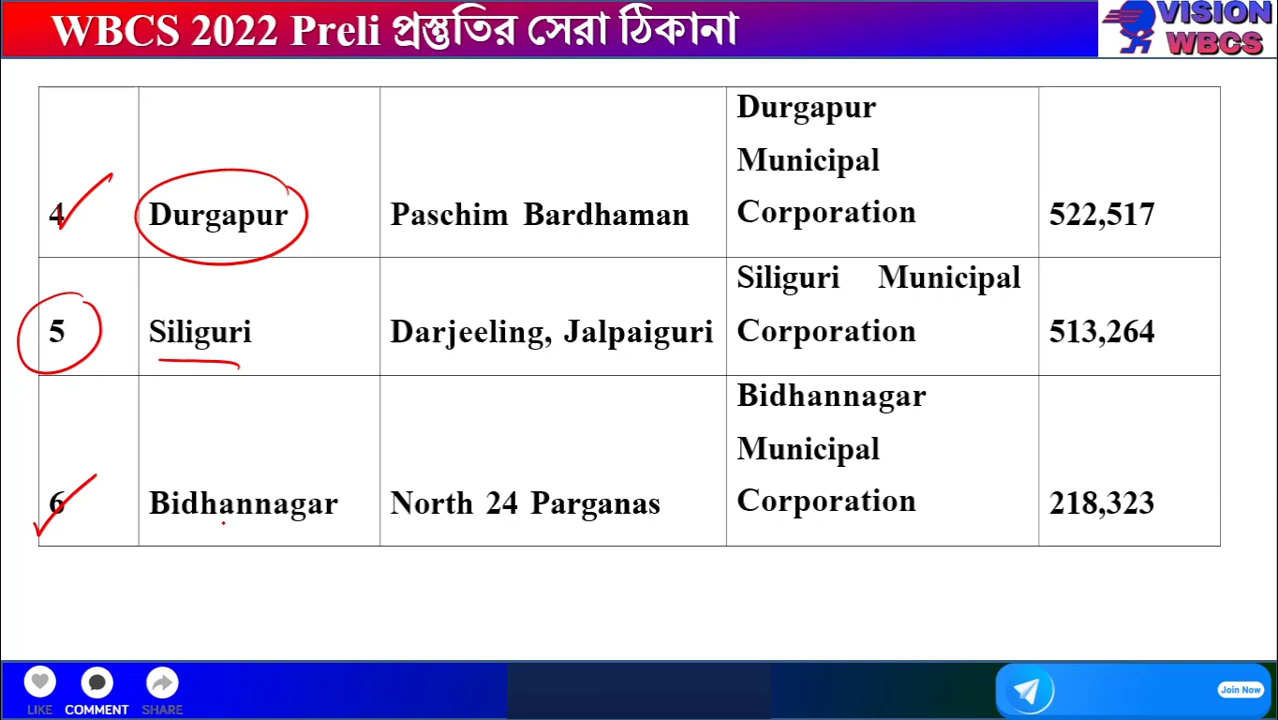 WBCS 2022 Preli প্রস্তুতির সেরা ঠিকানা
VISION
WBCS
4 Durgapur Paschim Bardhaman Durgapur
Municipal
Corporation 522,517
5 Siliguri Darjeeling, Jalpaiguri Siliguri Municipal
Corporation 513,264
6 Bidhannagar North 24 Parganas Bidhannagar
Municipal
Corporation 218,323
LIKE COMMENT SHARE
Join Now